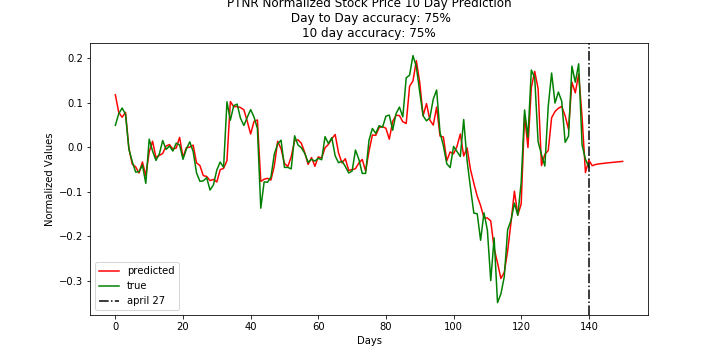 PTNR Normalized Stock Price 10 Day Prediction
Day to Day accuracy: 75%
10 day accuracy: 75%
0.2
0.1
0.0
−0.1
−0.2
−0.3
Normalized Values
predicted
true
april 27
0 20 40 60 80 100 120 140
Days